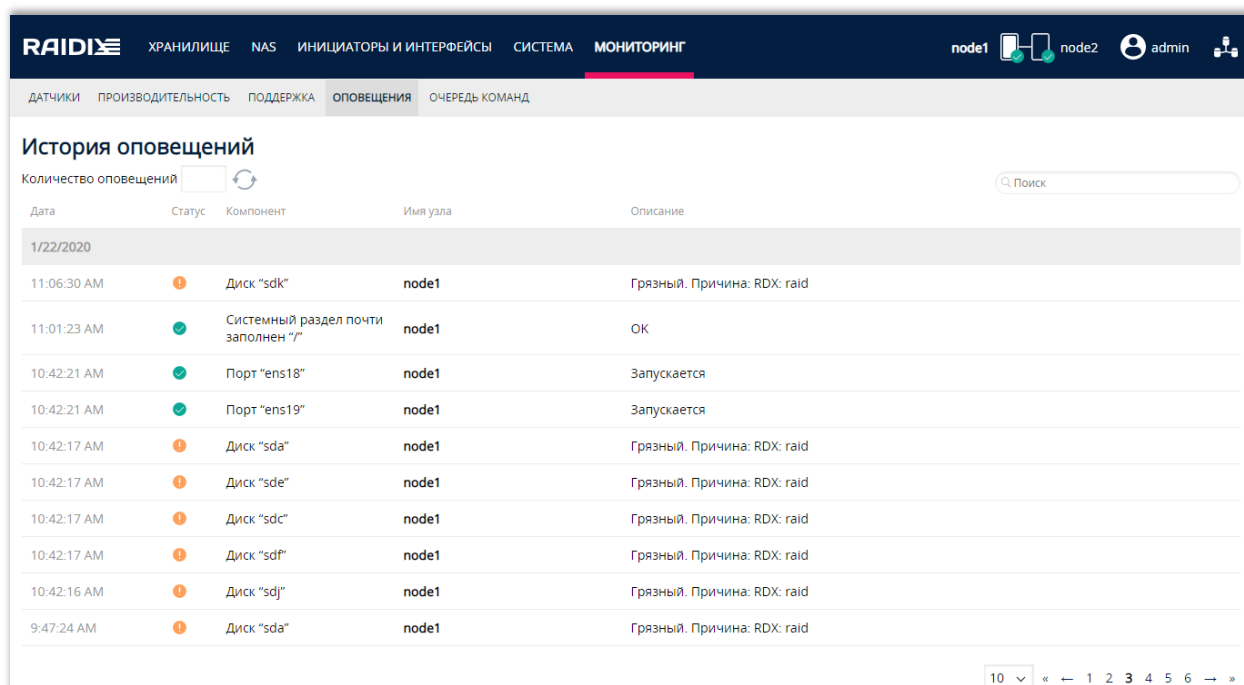 RAIDIX ХРАНИЛИЩЕ NAS ИНИЦИАТОРЫ И ИНТЕРФЕЙСЫ СИСТЕМА МОНИТОРИНГ node1 node2 admin
ДАТЧИКИ ПРОИЗВОДИТЕЛЬНОСТЬ ПОДДЕРЖКА ОПОВЕЩЕНИЯ ОЧЕРЕДЬ КОМАНД
История оповещений
Количество оповещений Поиск
Дата Статус Компонент Имя узла Описание
1/22/2020
11:06:30 AM Диск “sdk” node1 Грязный. Причина: RDX: raid
11:01:23 AM Системный раздел почти заполнен “/” node1 OK
10:42:21 AM Порт “ens18” node1 Запускается
10:42:21 AM Порт “ens19” node1 Запускается
10:42:17 AM Диск “sda” node1 Грязный. Причина: RDX: raid
10:42:17 AM Диск “sde” node1 Грязный. Причина: RDX: raid
10:42:17 AM Диск “sdc” node1 Грязный. Причина: RDX: raid
10:42:17 AM Диск “sdf” node1 Грязный. Причина: RDX: raid
10:42:16 AM Диск “sdj” node1 Грязный. Причина: RDX: raid
9:47:24 AM Диск “sda” node1 Грязный. Причина: RDX: raid
10 « ← 1 2 3 4 5 6 → »